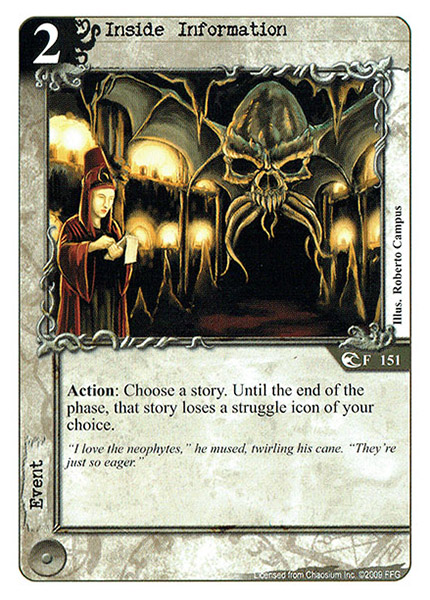 2
Inside Information
Illus. Roberto Campus
F 151
Action: Choose a story. Until the end of the
phase, that story loses a struggle icon of your
choice.
“I love the neophytes,” he mused, twirling his cane. “They’re
just so eager.”
Event
Licensed from Chaosium Inc. ©2009 FFG